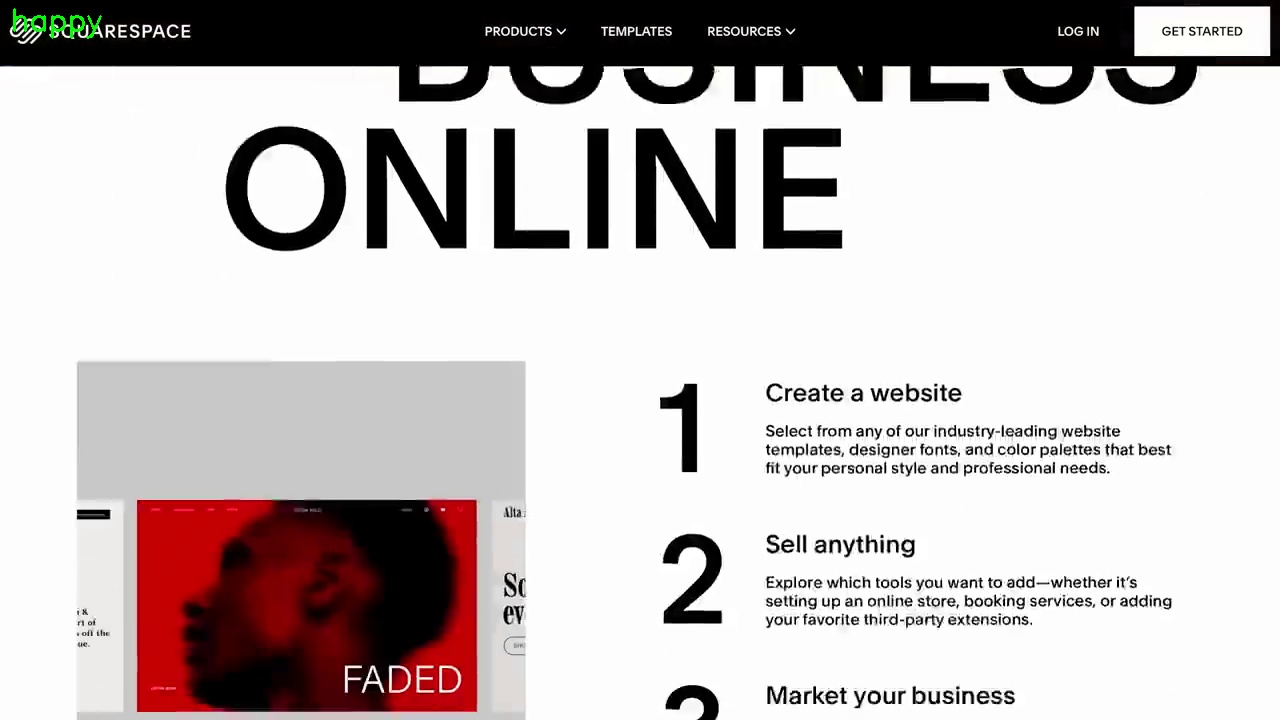 happy
SQUARESPACE
PRODUCTS
TEMPLATES
RESOURCES
LOG IN
GET STARTED
BUSINESS
ONLINE
1
Create a website
Select from any of our industry-leading website
templates, designer fonts, and color palettes that best
fit your personal style and professional needs.
2
Sell anything
Explore which tools you want to add—whether it's
setting up an online store, booking services, or adding
your favorite third-party extensions.
3
Market your business
FADED
Alta
So
ev